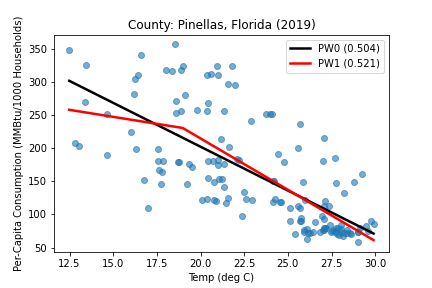 County: Pinellas, Florida (2019)
Per-Capita Consumption (MMBtu/1000 Households)
350
300
250
200
150
100
50
PW0 (0.504)
PW1 (0.521)
12.5 15.0 17.5 20.0 22.5 25.0 27.5 30.0
Temp (deg C)